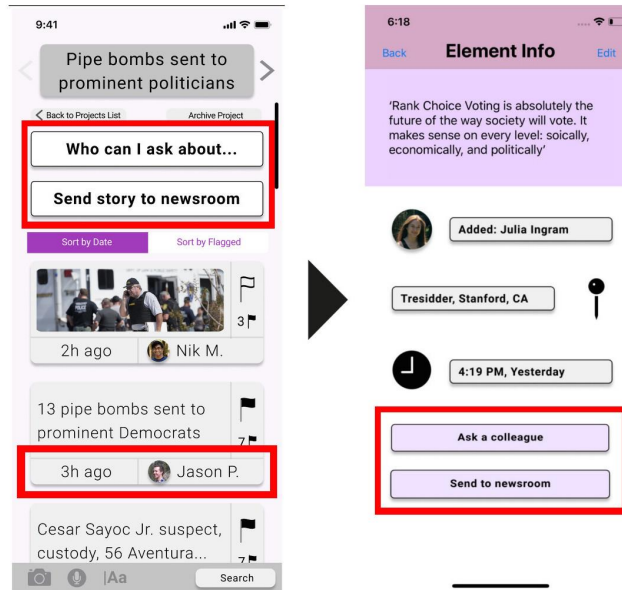 9:41
Pipe bombs sent to
prominent politicians
Back to Projects List
Archive Project
Who can I ask about...
Send story to newsroom
Sort by Date
Sort by Flagged
3
2h ago
Nik M.
13 pipe bombs sent to
prominent Democrats
7
3h ago
Jason P.
Cesar Sayoc Jr. suspect,
custody, 56 Aventura...
7
|Aa
Search
6:18
Back
Element Info
Edit
'Rank Choice Voting is absolutely the
future of the way society will vote. It
makes sense on every level: soically,
economically, and politically'
Added: Julia Ingram
Tresidder, Stanford, CA
4:19 PM, Yesterday
Ask a colleague
Send to newsroom